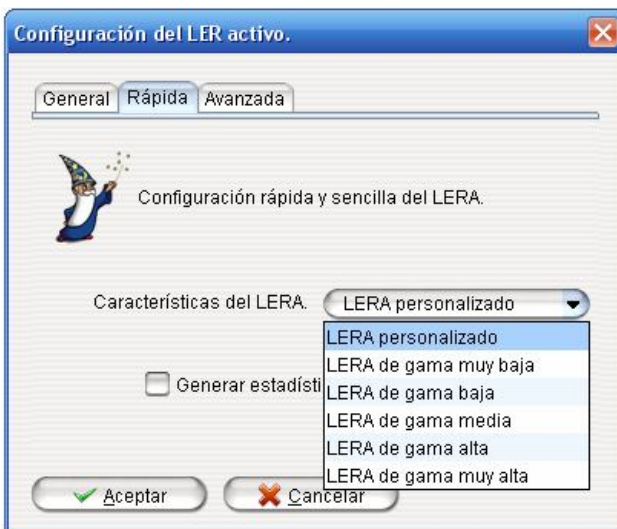 Configuración del LER activo.
General Rápida Avanzada
Configuración rápida y sencilla del LERA.
Características del LERA. LERA personalizado
LERA personalizado
LERA de gama muy baja
Generar estadísti LERA de gama baja
LERA de gama media
LERA de gama alta
LERA de gama muy alta
Aceptar Cancelar